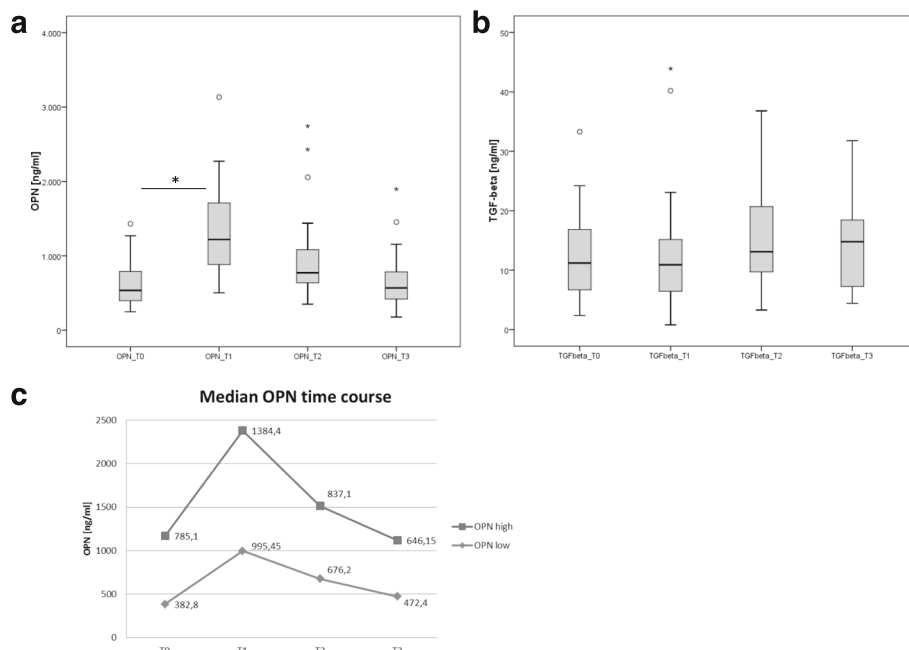 a
OPN [ng/ml]
4.000
3.000
2.000
1.000
0
*
*
*
*
OPN_T0
OPN_T1
OPN_T2
OPN_T3
b
TGF-beta [ng/ml]
50
40
30
20
10
0
*
TGFbeta_T0
TGFbeta_T1
TGFbeta_T2
TGFbeta_T3
c
Median OPN time course
OPN [ng/ml]
2500
2000
1500
1000
500
0
785,1
1384,4
837,1
646,15
382,8
995,45
676,2
472,4
OPN high
OPN low